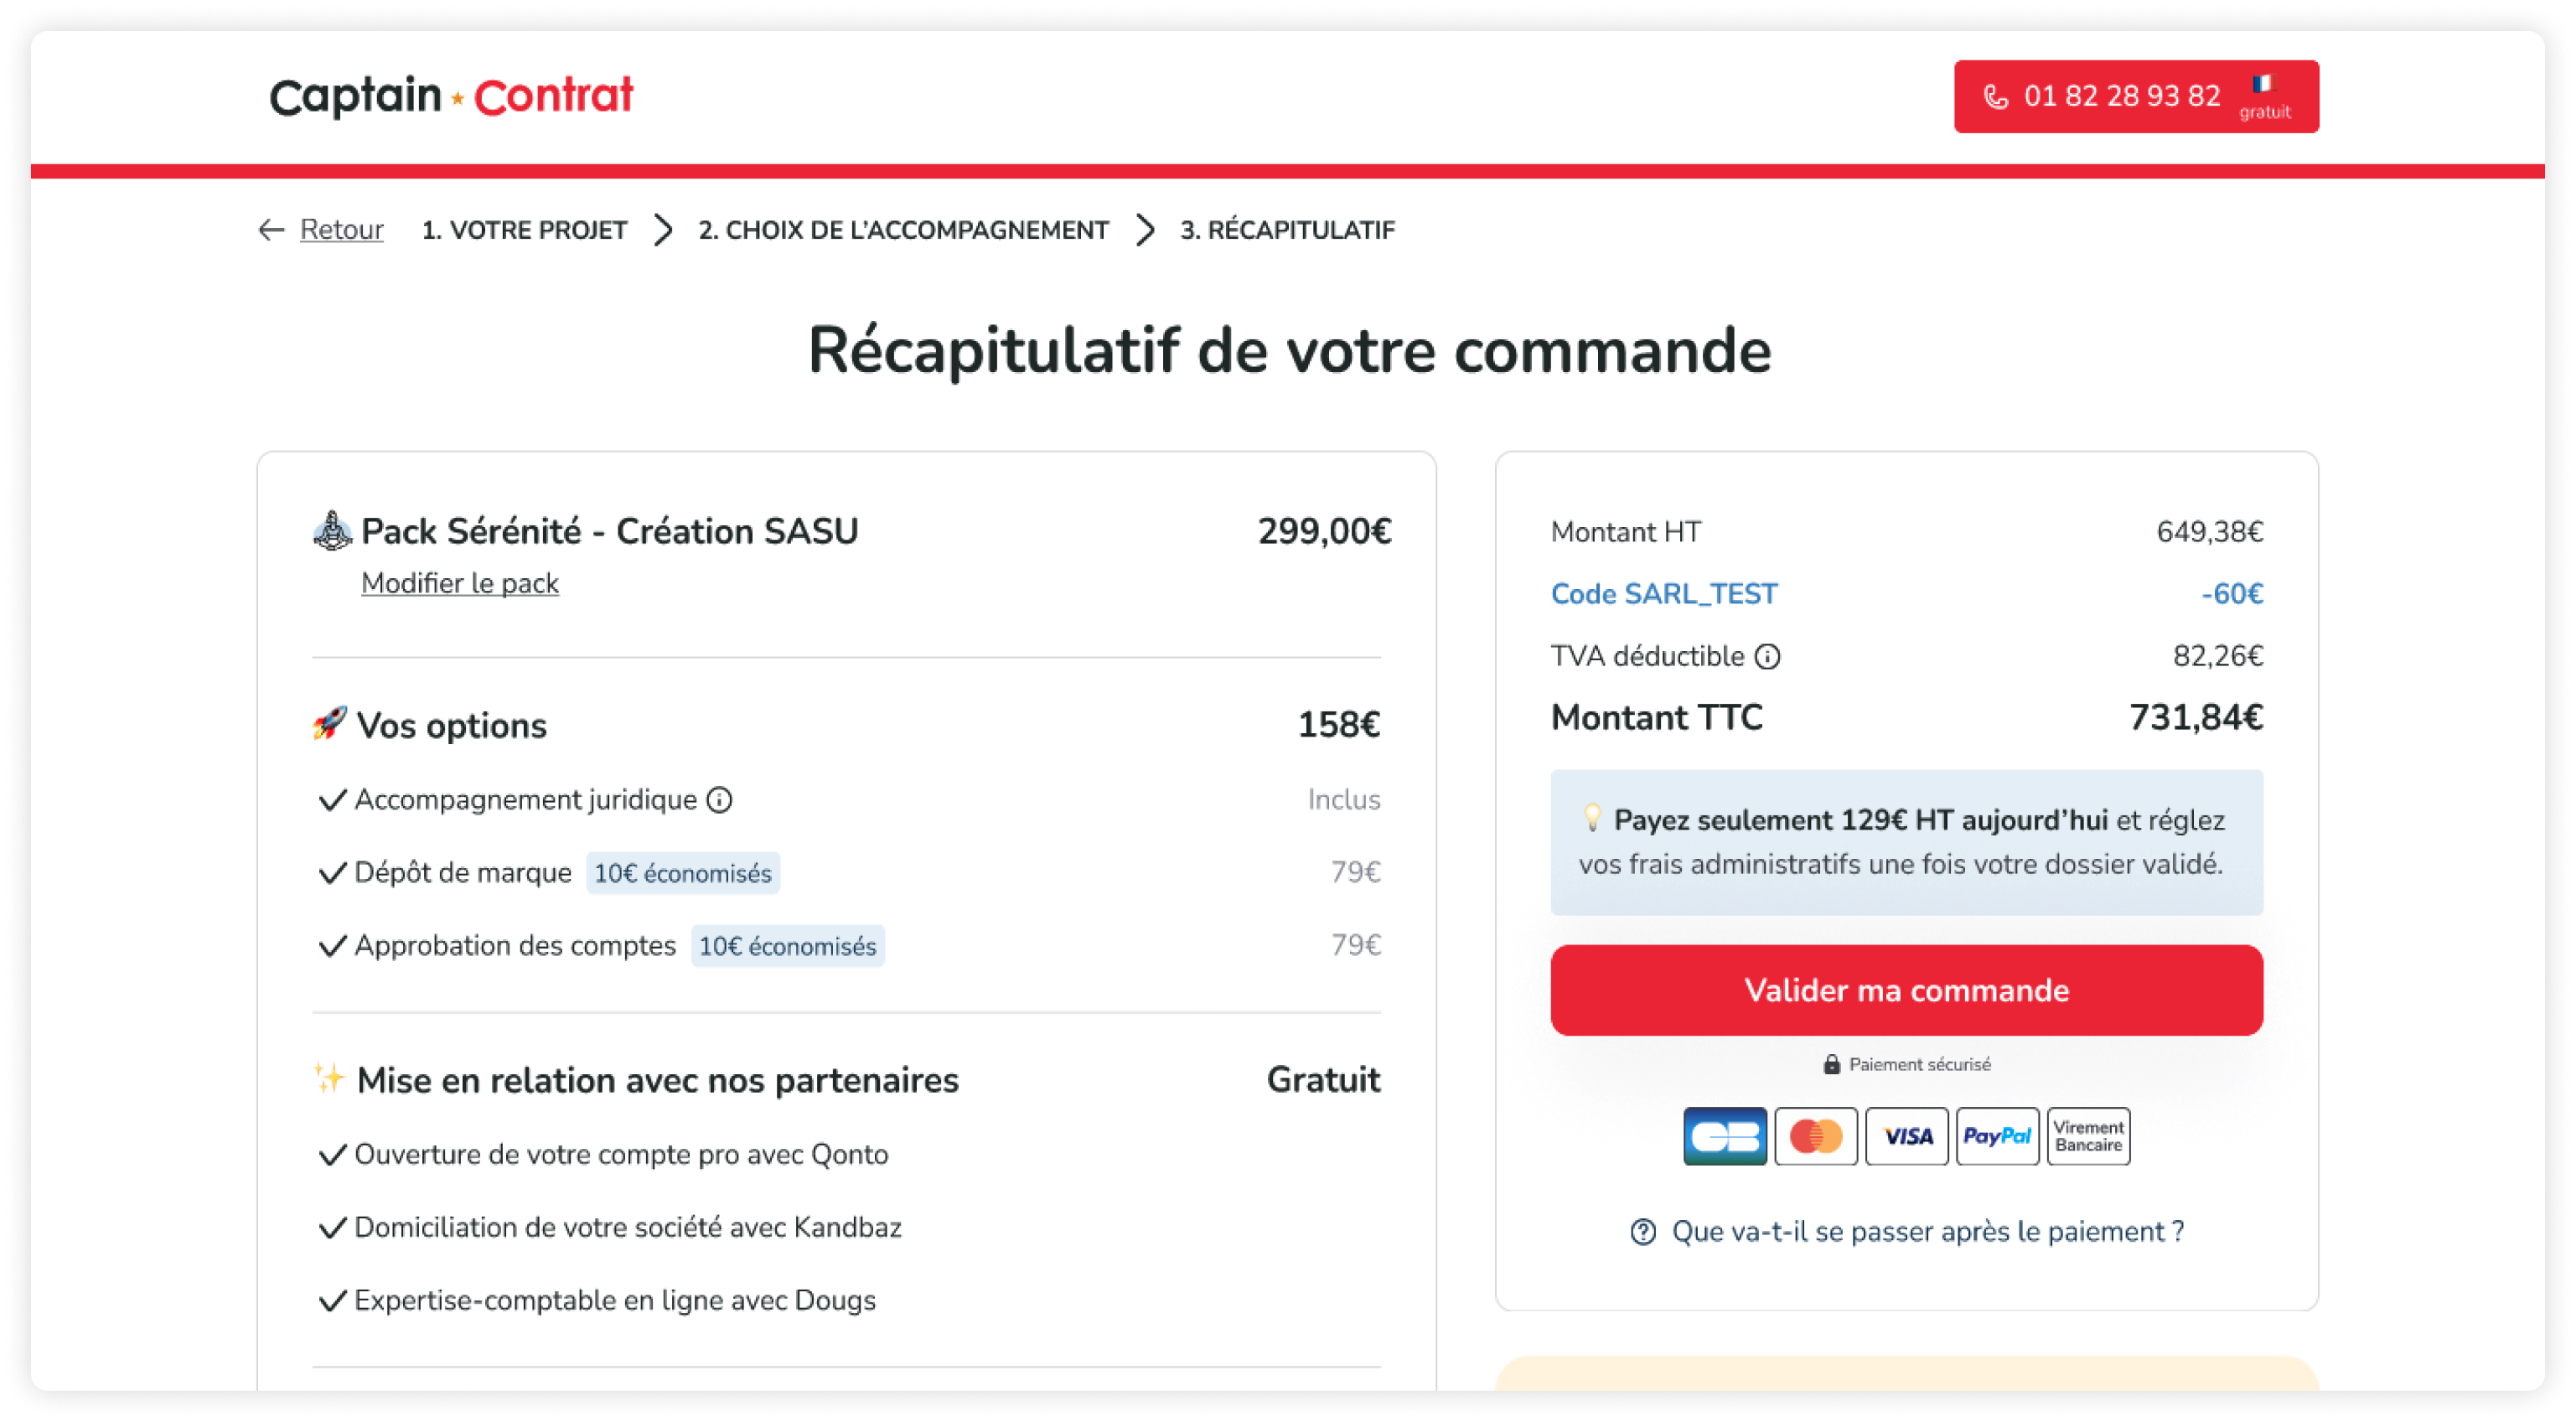 Captain Contrat
01 82 28 93 82 gratuit
Retour 1. VOTRE PROJET 2. CHOIX DE L’ACCOMPAGNEMENT 3. RÉCAPITULATIF
Récapitulatif de votre commande
Pack Sérénité - Création SASU 299,00€
Modifier le pack
Vos options 158€
Accompagnement juridique Inclus
Dépôt de marque 10€ économisés 79€
Approbation des comptes 10€ économisés 79€
Mise en relation avec nos partenaires Gratuit
Ouverture de votre compte pro avec Qonto
Domiciliation de votre société avec Kandbaz
Expertise-comptable en ligne avec Dougs
Montant HT 649,38€
Code SARL_TEST -60€
TVA déductible 82,26€
Montant TTC 731,84€
Payez seulement 129€ HT aujourd’hui et réglez
vos frais administratifs une fois votre dossier validé.
Valider ma commande
Paiement sécurisé
CB VISA PayPal Virement
Bancaire
Que va-t-il se passer après le paiement ?